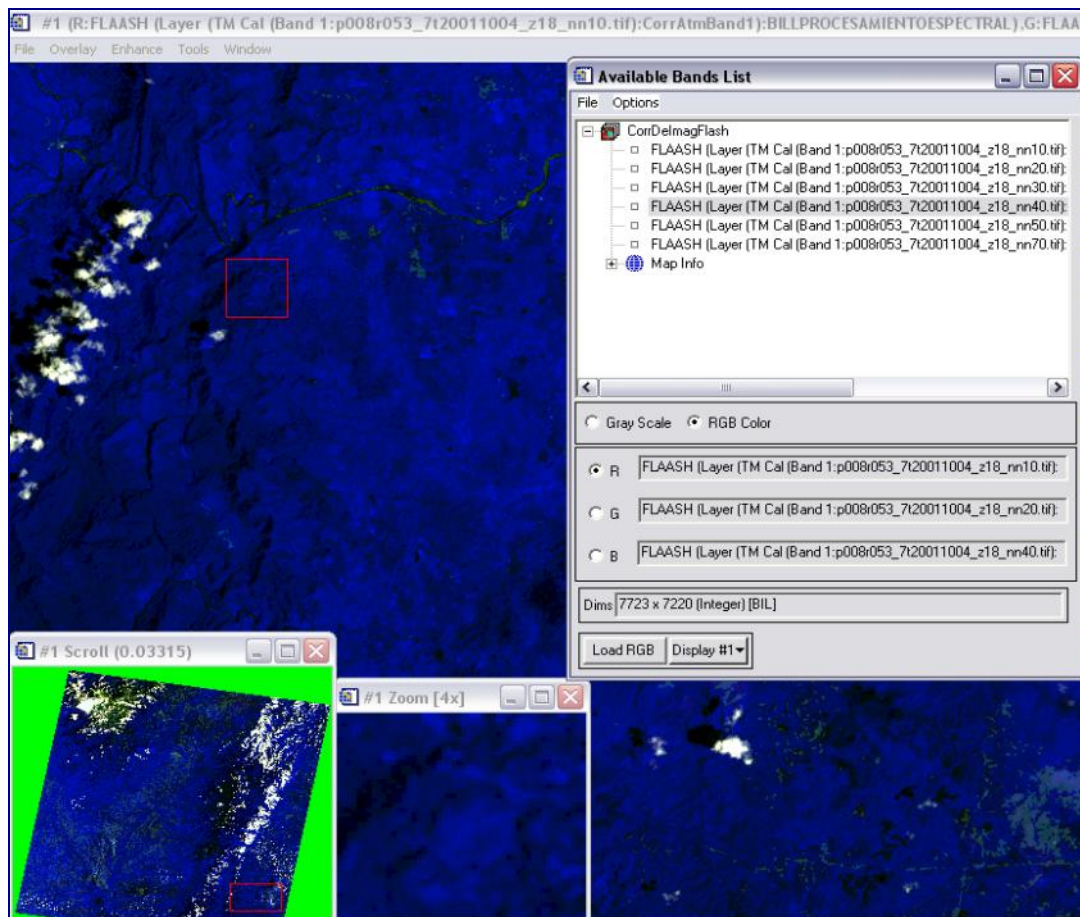 #1 (R:FLAASH (Layer (TM Cal (Band 1:p008r053_7t20011004_z18_nn10.tif):CorrAtmBand1):BILLPROCESAMIENTOESPECTRAL),G:FLAA
File Overlay Enhance Tools Window
Available Bands List
File Options
CorrDeImagFlash
FLAASH (Layer (TM Cal (Band 1:p008r053_7t20011004_z18_nn10.tif):
FLAASH (Layer (TM Cal (Band 1:p008r053_7t20011004_z18_nn20.tif):
FLAASH (Layer (TM Cal (Band 1:p008r053_7t20011004_z18_nn30.tif):
FLAASH (Layer (TM Cal (Band 1:p008r053_7t20011004_z18_nn40.tif):
FLAASH (Layer (TM Cal (Band 1:p008r053_7t20011004_z18_nn50.tif):
FLAASH (Layer (TM Cal (Band 1:p008r053_7t20011004_z18_nn70.tif):
Map Info
Gray Scale RGB Color
R FLAASH (Layer (TM Cal (Band 1:p008r053_7t20011004_z18_nn10.tif):
G FLAASH (Layer (TM Cal (Band 1:p008r053_7t20011004_z18_nn20.tif):
B FLAASH (Layer (TM Cal (Band 1:p008r053_7t20011004_z18_nn40.tif):
Dims 7723 x 7220 (Integer) [BIL]
Load RGB Display #1
#1 Scroll (0.03315)
#1 Zoom [4x]